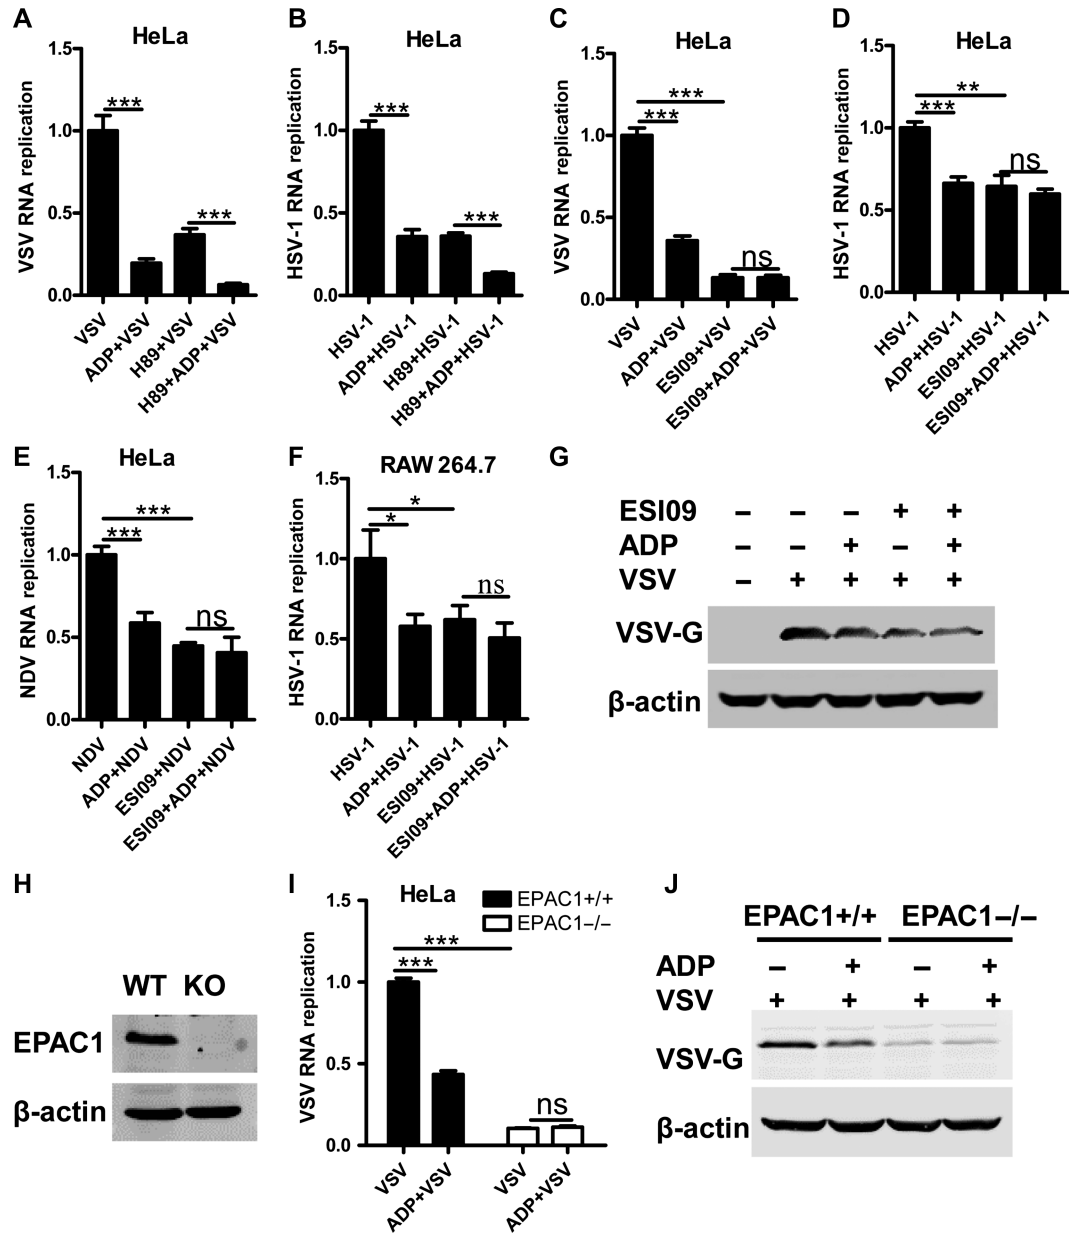 A
HeLa
VSV RNA replication
1.5
1.0
0.5
0.0
***
***
VSV
ADP+VSV
H89+VSV
H89+ADP+VSV
B
HeLa
HSV-1 RNA replication
1.5
1.0
0.5
0.0
***
***
HSV-1
ADP+HSV-1
H89+HSV-1
H89+ADP+HSV-1
C
HeLa
VSV RNA replication
1.5
1.0
0.5
0.0
***
***
ns
VSV
ADP+VSV
ESI09+VSV
ESI09+ADP+VSV
D
HeLa
HSV-1 RNA replication
1.5
1.0
0.5
0.0
**
***
ns
HSV-1
ADP+HSV-1
ESI09+HSV-1
ESI09+ADP+HSV-1
E
HeLa
NDV RNA replication
1.5
1.0
0.5
0.0
***
***
ns
NDV
ADP+NDV
ESI09+NDV
ESI09+ADP+NDV
F
RAW 264.7
HSV-1 RNA replication
1.5
1.0
0.5
0.0
*
*
ns
HSV-1
ADP+HSV-1
ESI09+HSV-1
ESI09+ADP+HSV-1
G
ESI09 – – – + +
ADP – – + – +
VSV – + + + +
VSV-G
β-actin
H
WT KO
EPAC1
β-actin
I
HeLa
EPAC1+/+
EPAC1–/–
VSV RNA replication
1.5
1.0
0.5
0.0
***
***
ns
VSV
ADP+VSV
VSV
ADP+VSV
J
EPAC1+/+ EPAC1–/–
ADP – + – +
VSV + + + +
VSV-G
β-actin